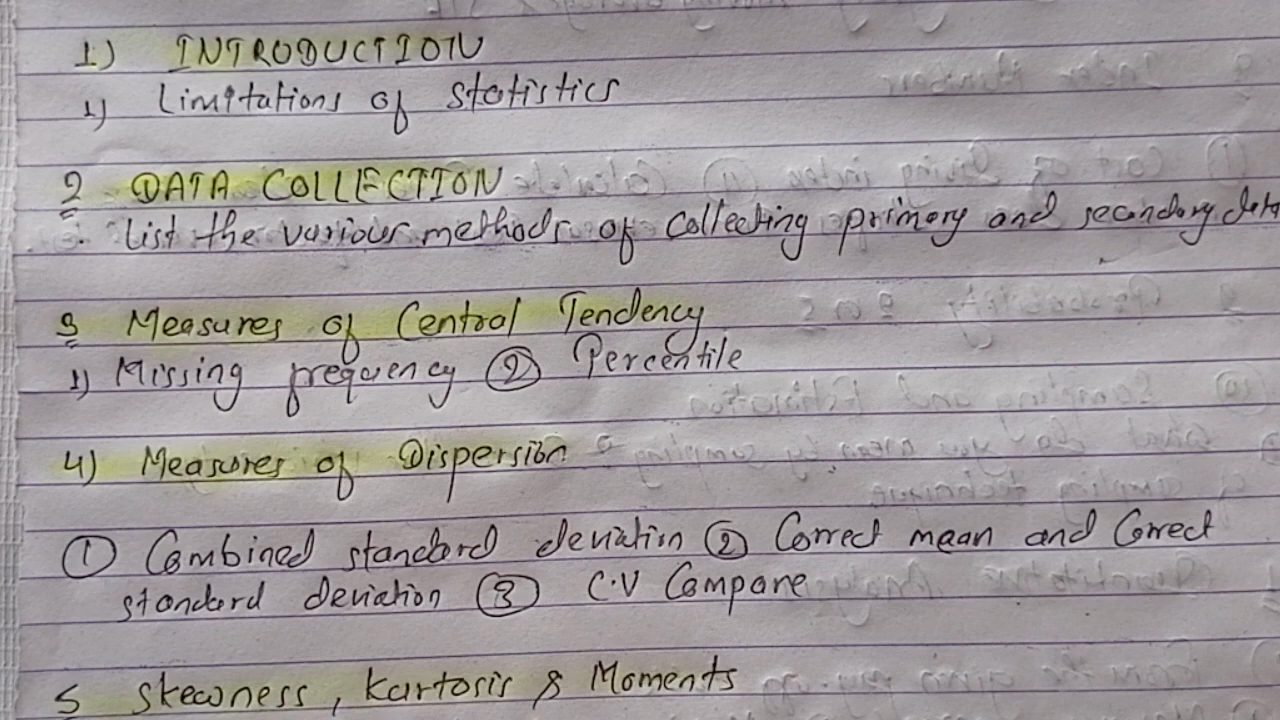 1) INTRODUCTION
1) Limitations of statistics
2 DATA COLLECTION
List the various methods of collecting primary and secondary data
3 Measures of Central Tendency
1) Missing frequency ② Percentile
4) Measures of Dispersion
① Combined standard deviation ② Correct mean and Correct
standard deviation ③ C.V Compare
5 Skewness, Kurtosis & Moments